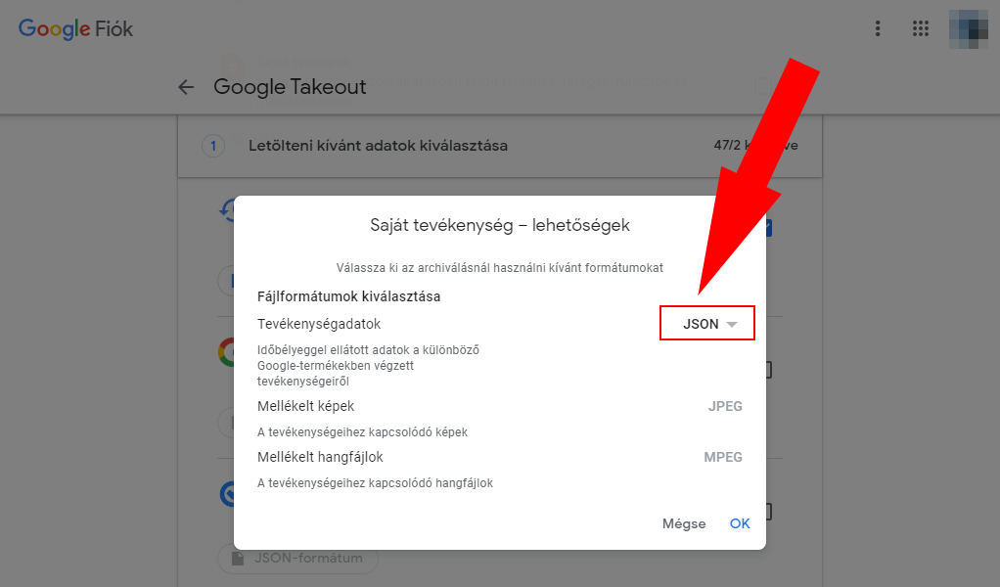 Google Fiók
Google Takeout
1 Letölteni kívánt adatok kiválasztása 47/2
Saját tevékenység – lehetőségek
Válassza ki az archiválásnál használni kívánt formátumokat
Fájlformátumok kiválasztása
Tevékenységadatok JSON
Időbélyeggel ellátott adatok a különböző
Google-termékekben végzett
tevékenységeiről
Mellékelt képek JPEG
A tevékenységeihez kapcsolódó képek
Mellékelt hangfájlok MPEG
A tevékenységeihez kapcsolódó hangfájlok
Mégse OK
JSON-formátum